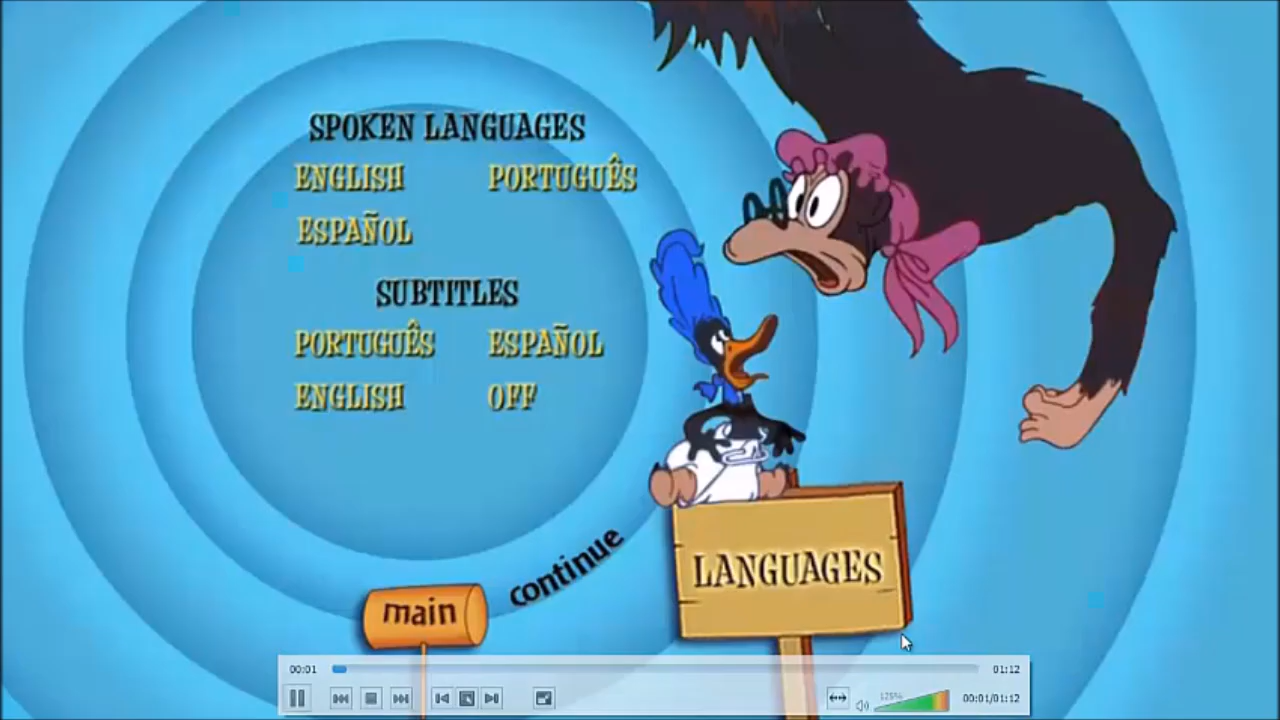 SPOKEN LANGUAGES
ENGLISH PORTUGUÊS
ESPAÑOL
SUBTITLES
PORTUGUÊS ESPAÑOL
ENGLISH OFF
continue
LANGUAGES
main
00:01 01:12
125% 00:01/01:12